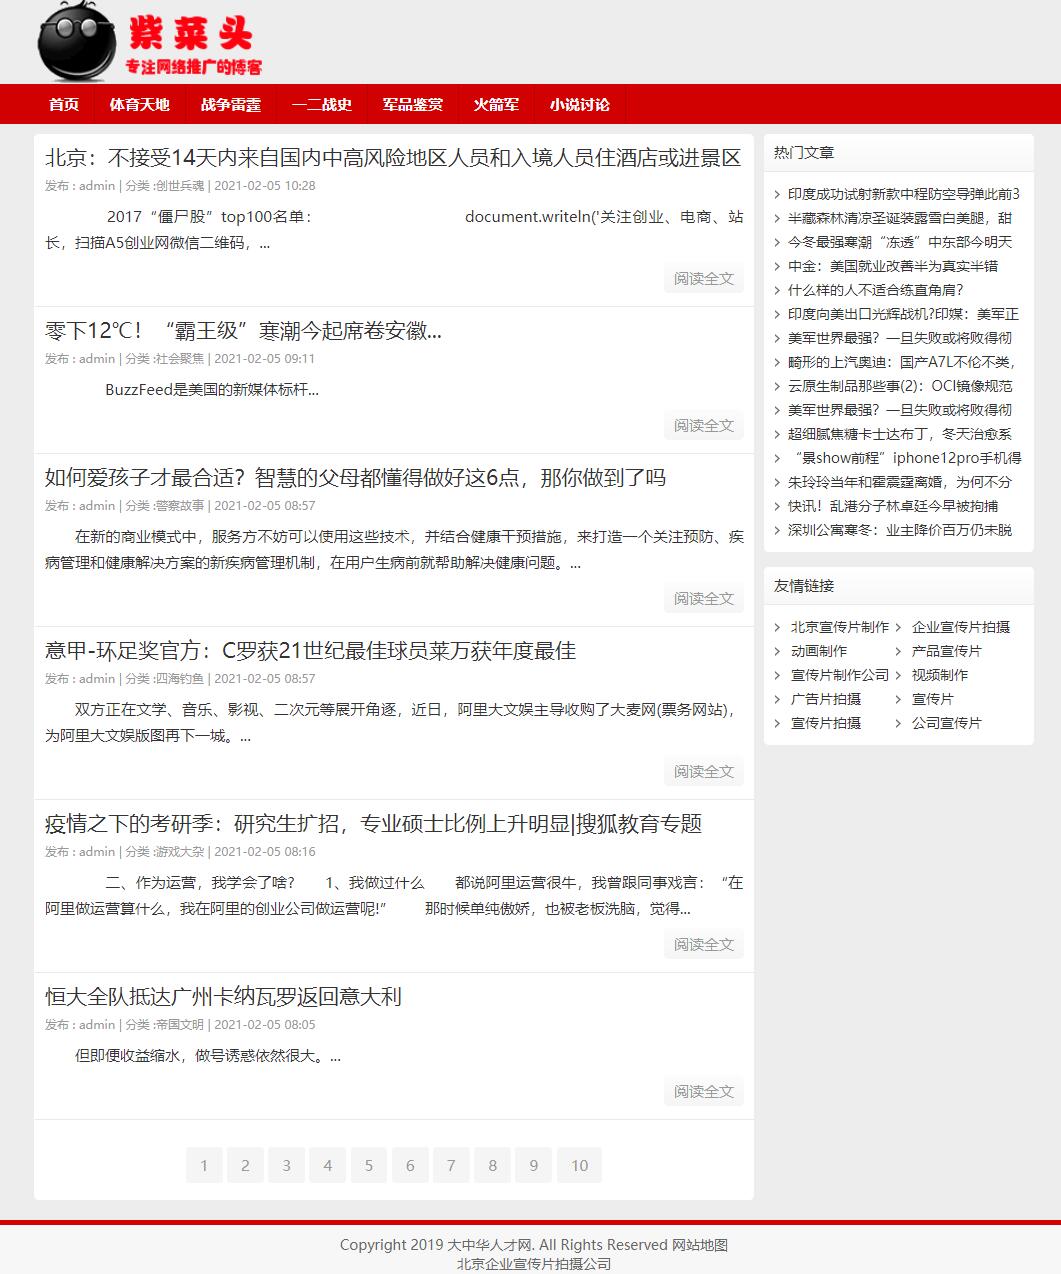 紫菜头
专注网络推广的博客
首页 体育天地 战争雷霆 一二战史 军品鉴赏 火箭军 小说讨论
北京：不接受14天内来自国内中高风险地区人员和入境人员住酒店或进景区
发布 : admin | 分类 :创世兵魂 | 2021-02-05 10:28
2017“僵尸股”top100名单： document.writeln('关注创业、电商、站
长，扫描A5创业网微信二维码，...
阅读全文
零下12℃！“霸王级”寒潮今起席卷安徽...
发布 : admin | 分类 :社会聚焦 | 2021-02-05 09:11
BuzzFeed是美国的新媒体标杆...
阅读全文
如何爱孩子才最合适？智慧的父母都懂得做好这6点，那你做到了吗
发布 : admin | 分类 :警察故事 | 2021-02-05 08:57
在新的商业模式中，服务方不妨可以使用这些技术，并结合健康干预措施，来打造一个关注预防、疾
病管理和健康解决方案的新疾病管理机制，在用户生病前就帮助解决健康问题。...
阅读全文
意甲-环足奖官方：C罗获21世纪最佳球员莱万获年度最佳
发布 : admin | 分类 :四海钓鱼 | 2021-02-05 08:57
双方正在文学、音乐、影视、二次元等展开角逐，近日，阿里大文娱主导收购了大麦网(票务网站)，
为阿里大文娱版图再下一城。...
阅读全文
疫情之下的考研季：研究生扩招，专业硕士比例上升明显|搜狐教育专题
发布 : admin | 分类 :游戏大杂 | 2021-02-05 08:16
二、作为运营，我学会了啥? 1、我做过什么 都说阿里运营很牛，我曾跟同事戏言：“在
阿里做运营算什么，我在阿里的创业公司做运营呢!” 那时候单纯傲娇，也被老板洗脑，觉得...
阅读全文
恒大全队抵达广州卡纳瓦罗返回意大利
发布 : admin | 分类 :帝国文明 | 2021-02-05 08:05
但即便收益缩水，做号诱惑依然很大。...
阅读全文
1 2 3 4 5 6 7 8 9 10
热门文章
印度成功试射新款中程防空导弹此前3
半藏森林清凉圣诞装露雪白美腿，甜
今冬最强寒潮“冻透”中东部今明天
中金：美国就业改善半为真实半错
什么样的人不适合练直角肩？
印度向美出口光辉战机?印媒：美军正
美军世界最强？一旦失败或将败得彻
畸形的上汽奥迪：国产A7L不伦不类，
云原生制品那些事(2)：OCI镜像规范
美军世界最强？一旦失败或将败得彻
超细腻焦糖卡士达布丁，冬天治愈系
“景show前程”iphone12pro手机得
朱玲玲当年和霍震霆离婚，为何不分
快讯！乱港分子林卓廷今早被拘捕
深圳公寓寒冬：业主降价百万仍未脱
友情链接
北京宣传片制作 企业宣传片拍摄
动画制作 产品宣传片
宣传片制作公司 视频制作
广告片拍摄 宣传片
宣传片拍摄 公司宣传片
Copyright 2019 大中华人才网. All Rights Reserved 网站地图
北京企业宣传片拍摄公司